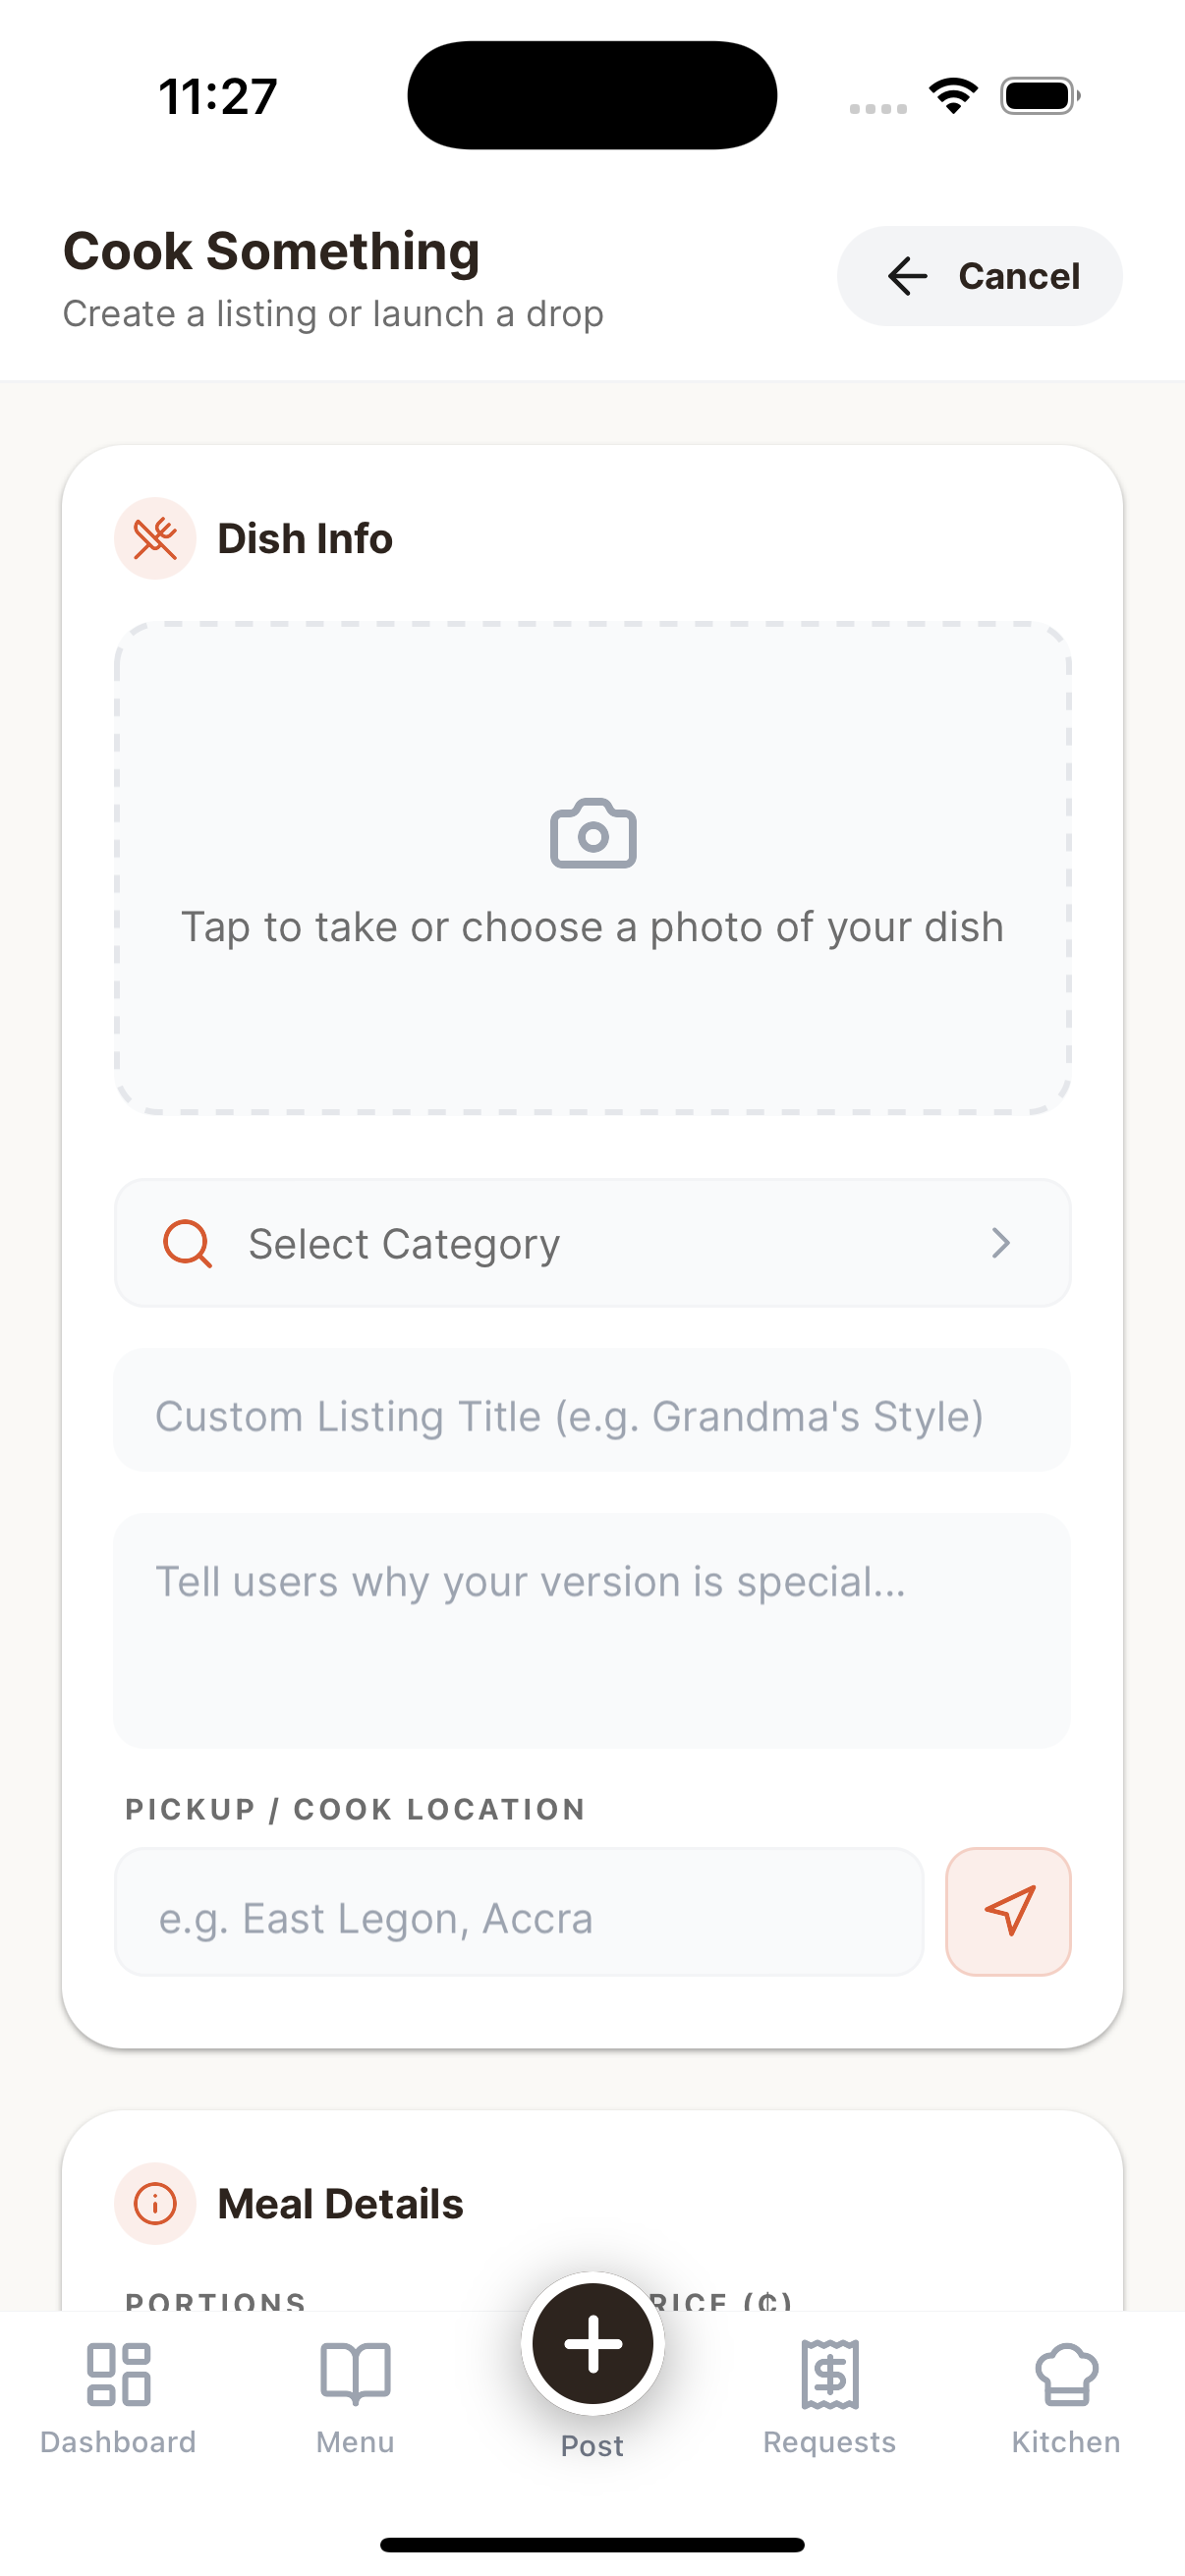 11:27
Cook Something
Create a listing or launch a drop
Cancel
Dish Info
Tap to take or choose a photo of your dish
Select Category
Custom Listing Title (e.g. Grandma's Style)
Tell users why your version is special...
PICKUP / COOK LOCATION
e.g. East Legon, Accra
Meal Details
PORTIONS
RICE (₵)
Dashboard
Menu
Post
Requests
Kitchen